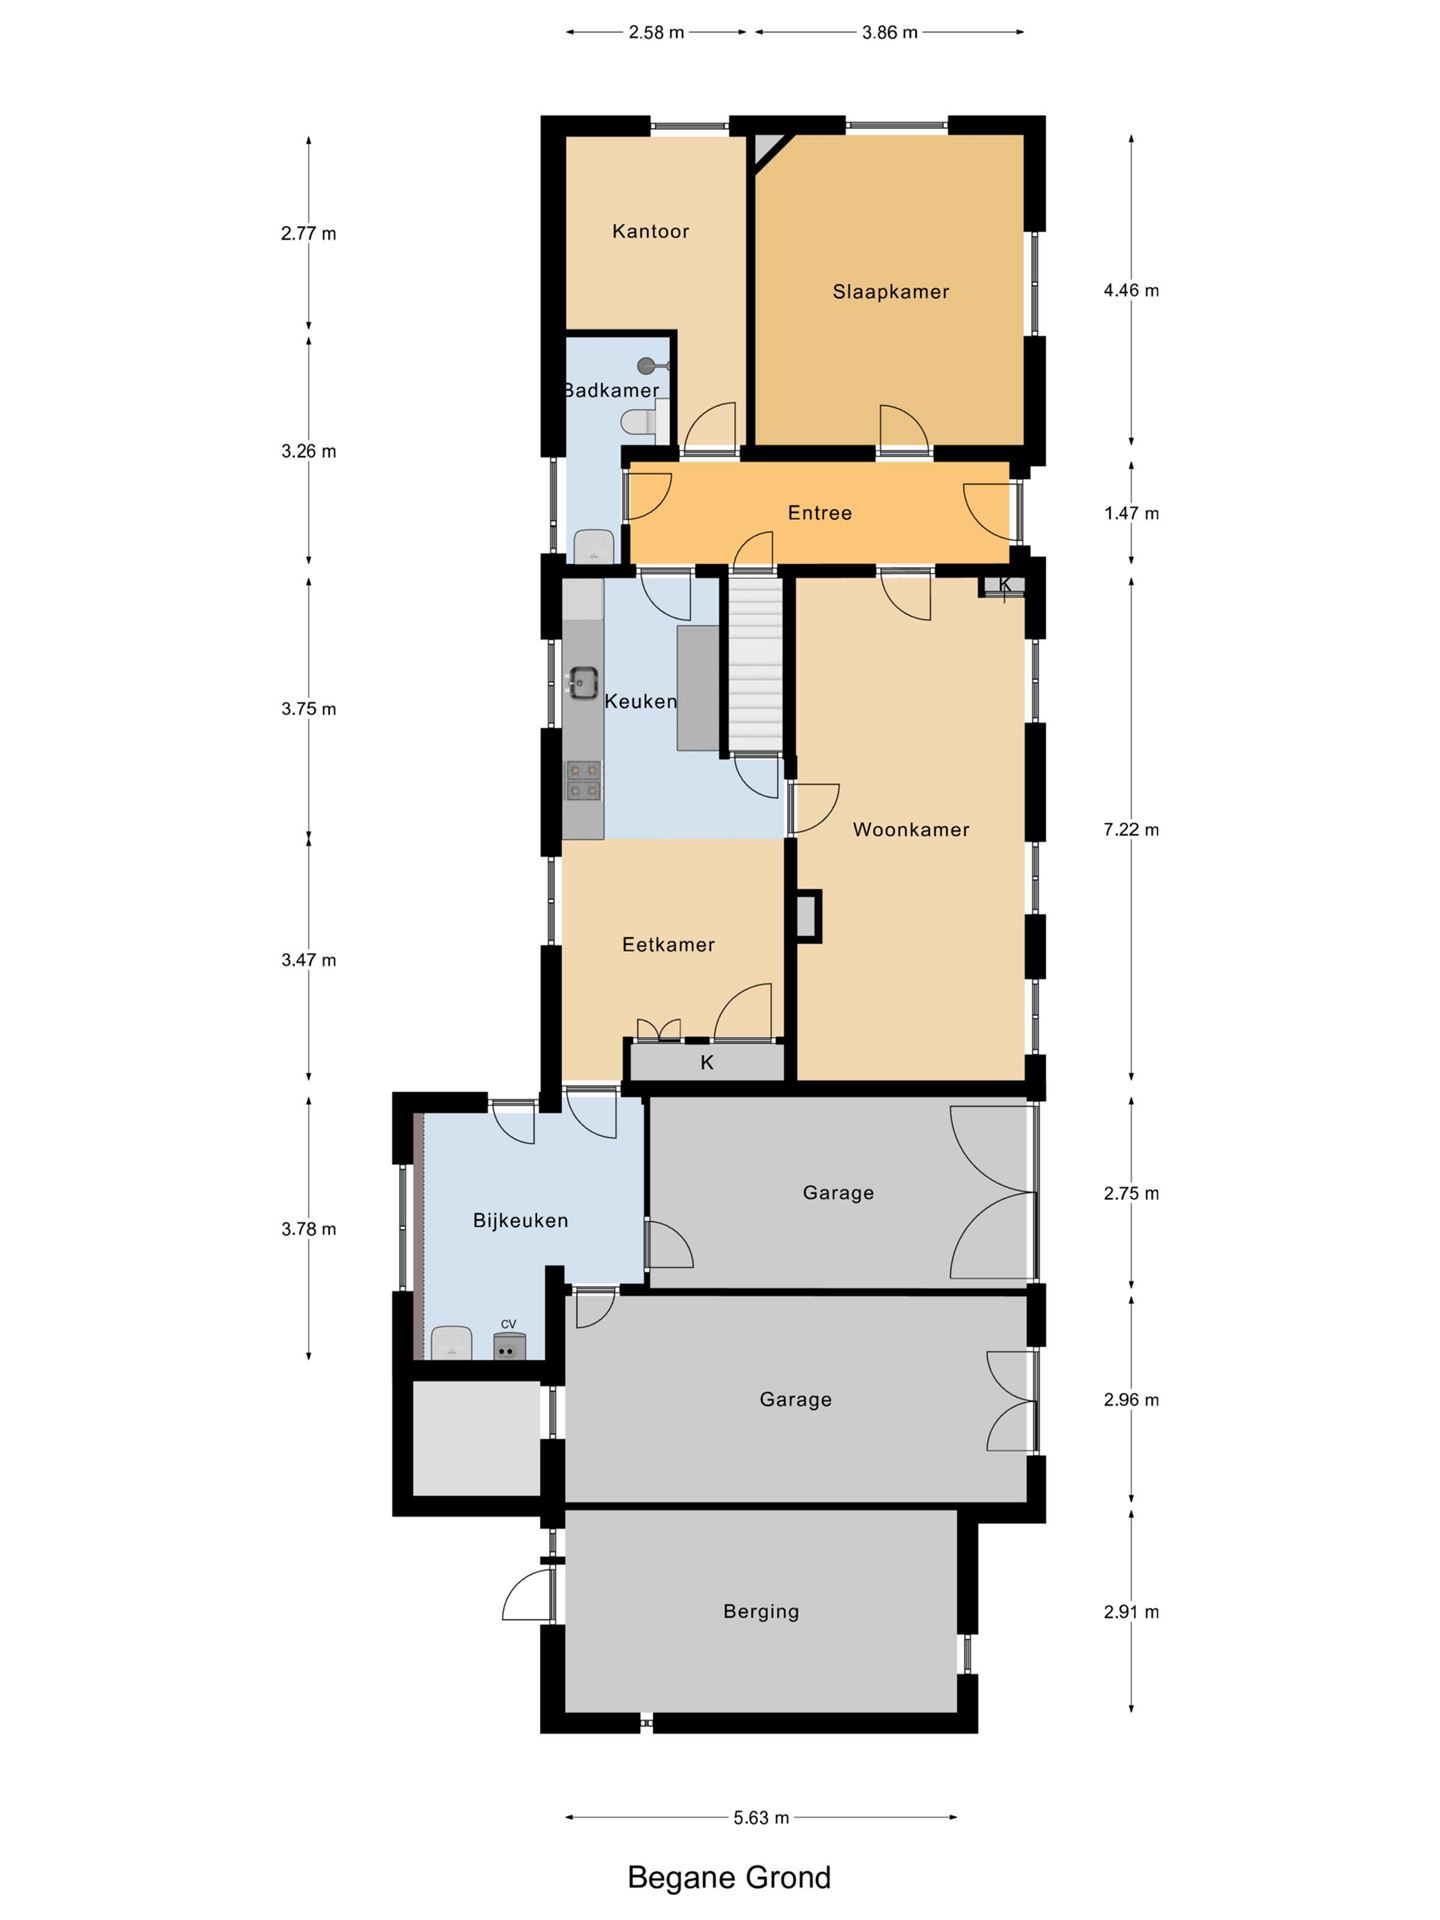 2.58 m
3.86 m
2.77 m
Kantoor
Slaapkamer
4.46 m
Badkamer
3.26 m
Entree
1.47 m
K
Keuken
3.75 m
Woonkamer
7.22 m
Eetkamer
3.47 m
K
Garage
2.75 m
Bijkeuken
3.78 m
CV
Garage
2.96 m
Berging
2.91 m
5.63 m
Begane Grond